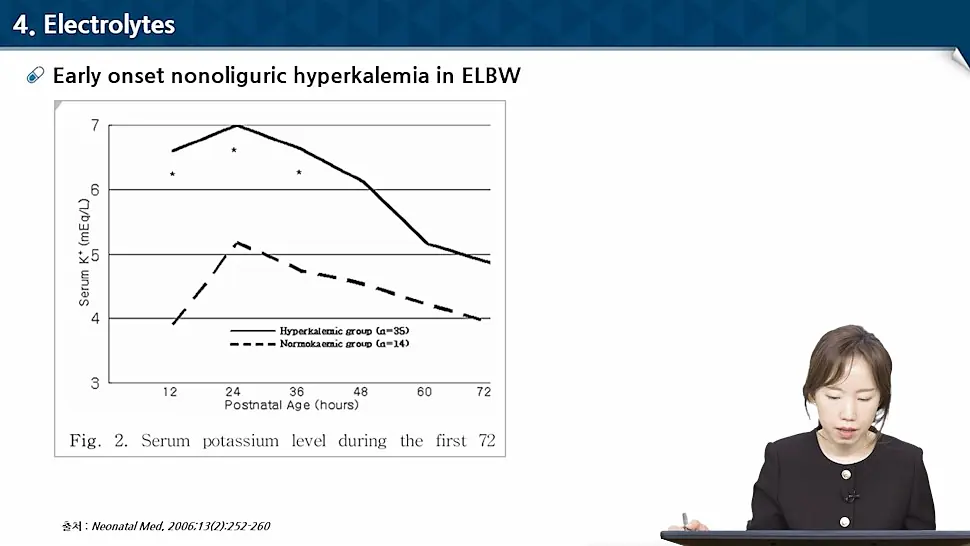 4. Electrolytes
Early onset nonoliguric hyperkalemia in ELBW
7
6
5
4
3
Serum K⁺ (mEq/L)
*
*
*
Hyperkalemic group (n=35)
Normokaemic group (n=14)
12 24 36 48 60 72
Postnatal Age (hours)
Fig. 2. Serum potassium level during the first 72
출처 : Neonatal Med, 2006;13(2):252-260